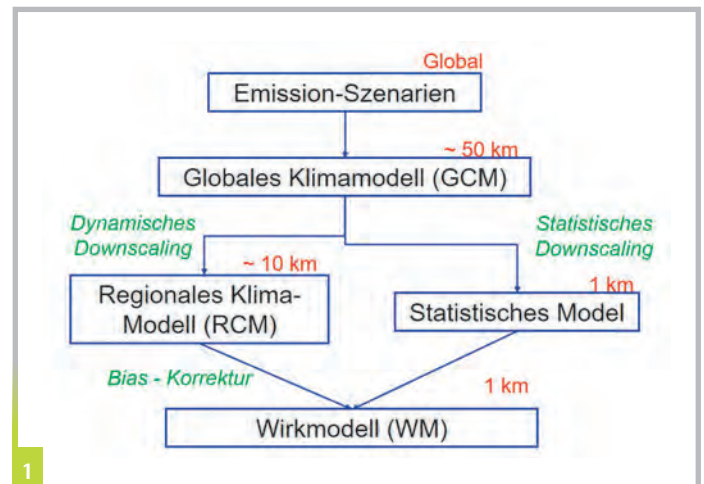 Global
Emission-Szenarien
~ 50 km
Globales Klimamodell (GCM)
Dynamisches
Downscaling
Statistisches
Downscaling
~ 10 km
Regionales Klima-
Modell (RCM)
1 km
Statistisches Model
Bias - Korrektur
1 km
Wirkmodell (WM)
1